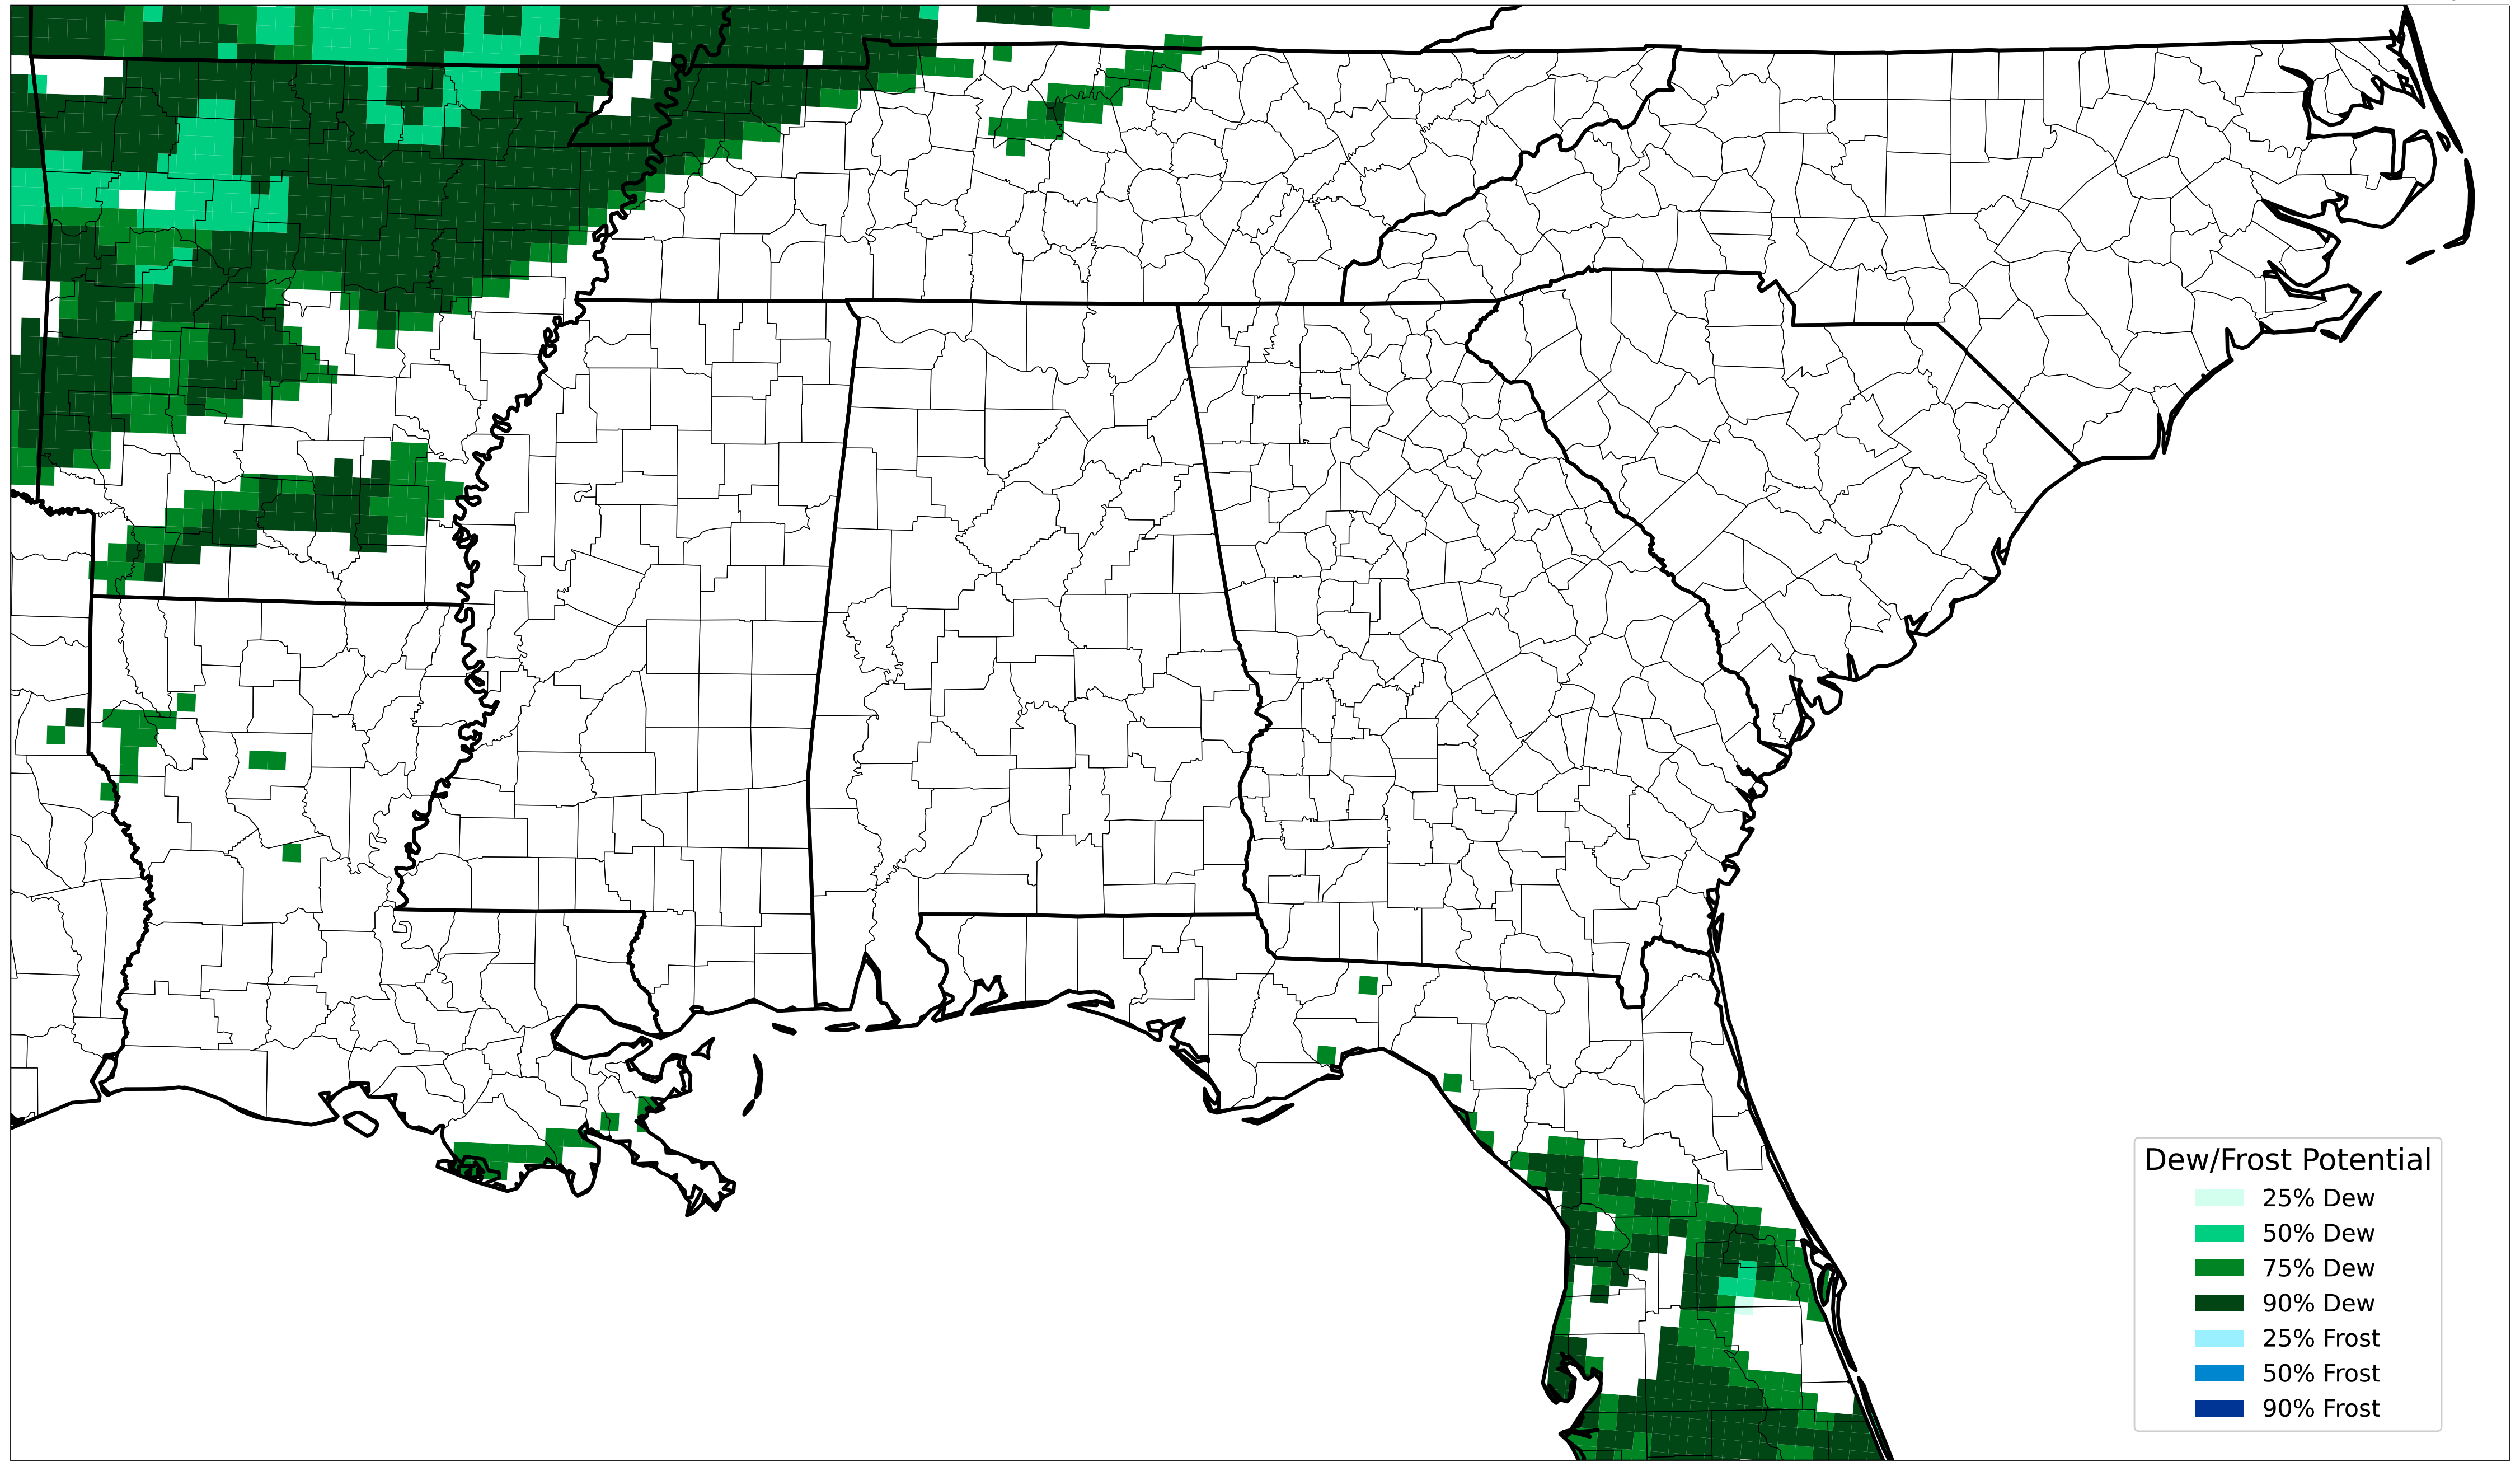 Dew/Frost Potential
25% Dew
50% Dew
75% Dew
90% Dew
25% Frost
50% Frost
90% Frost